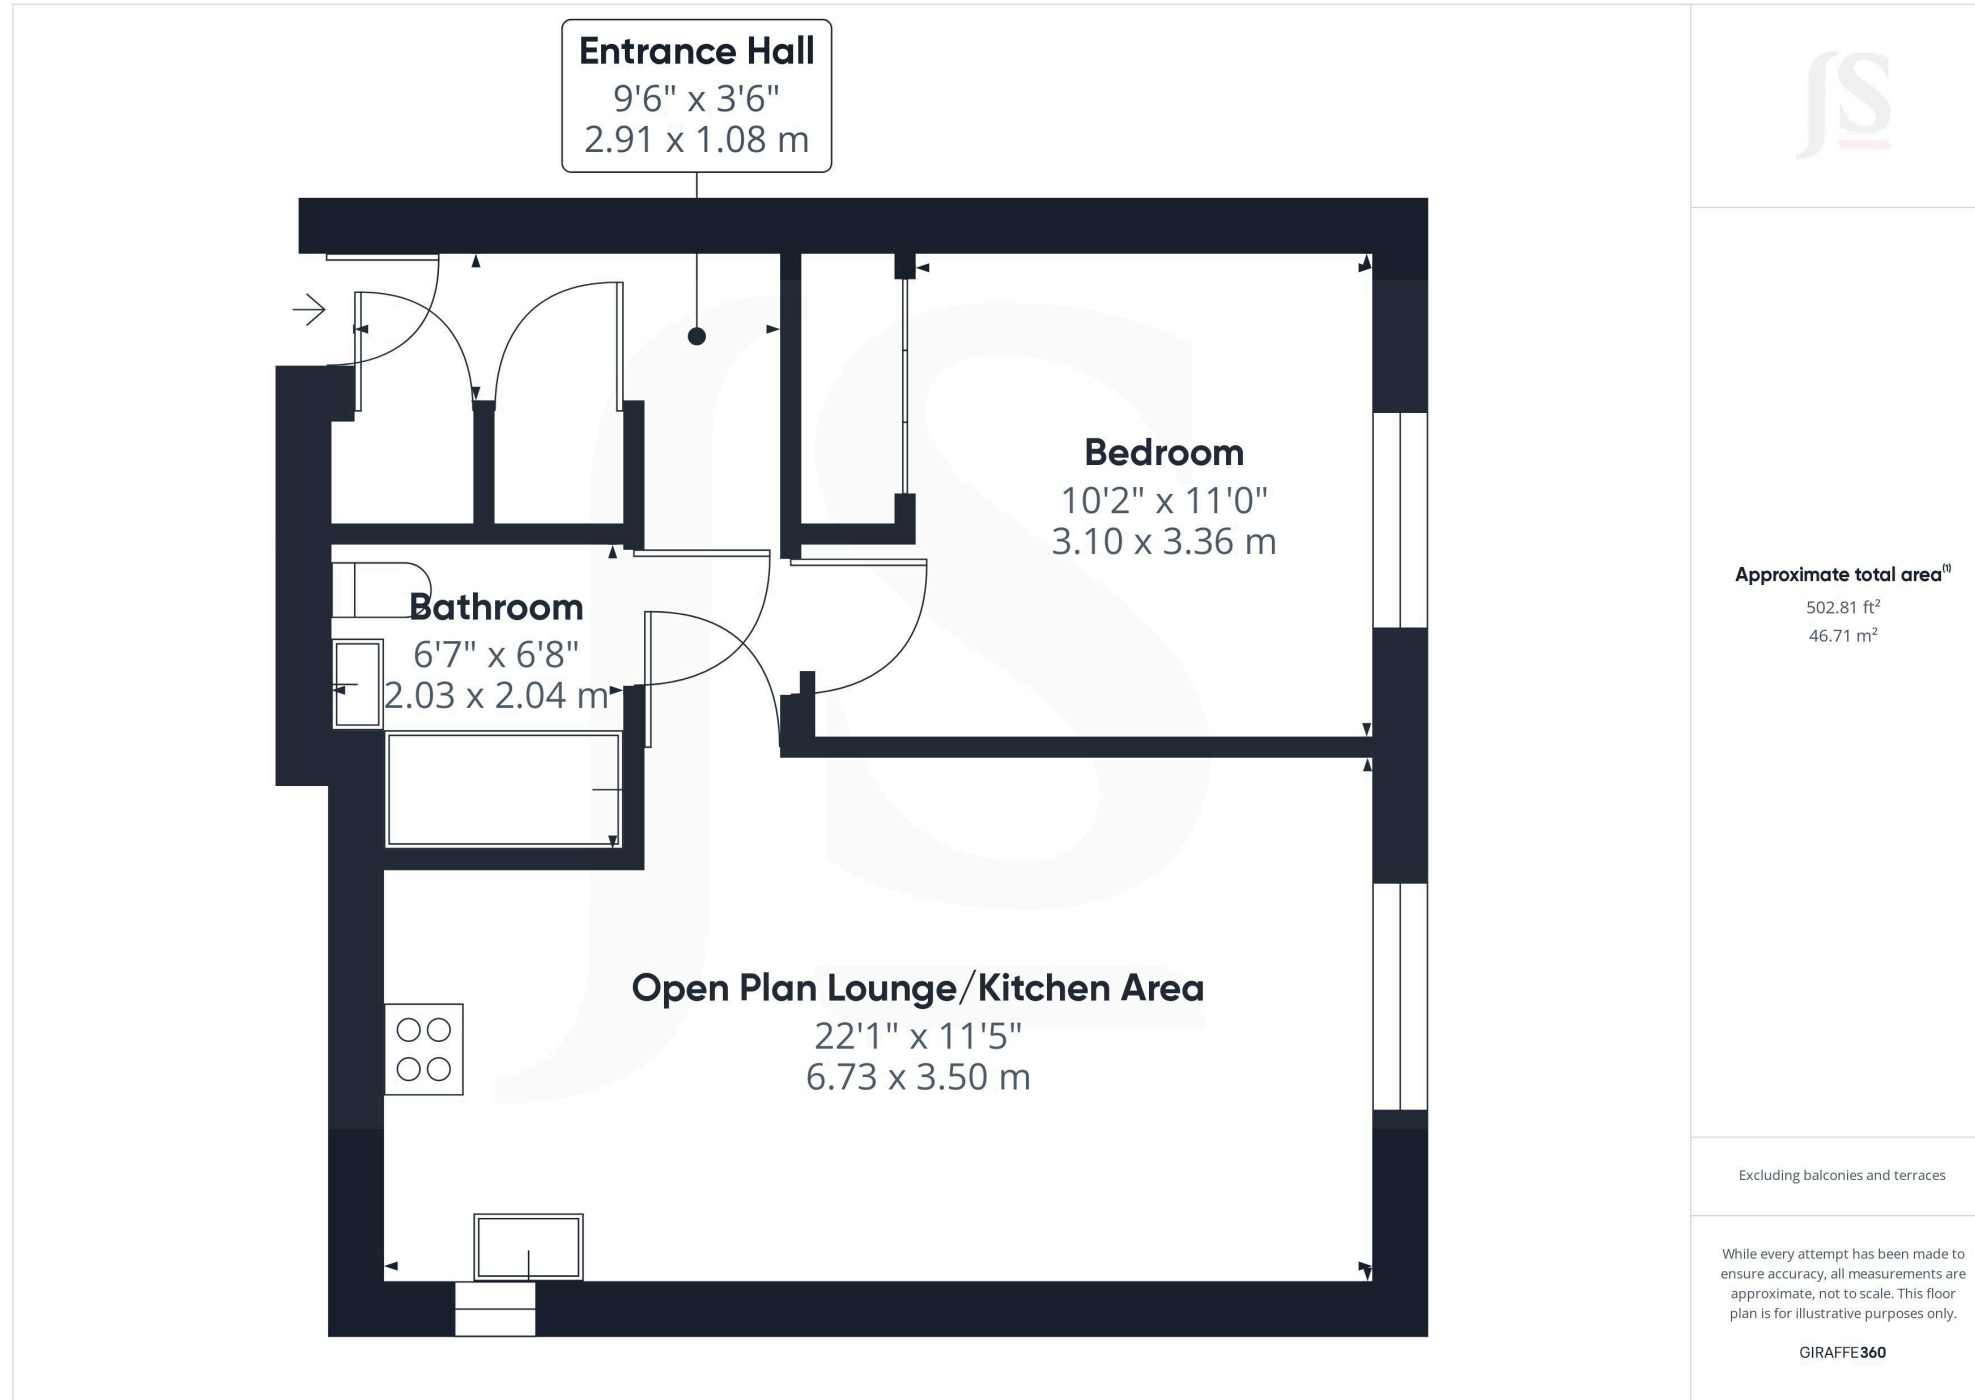 Entrance Hall
9'6" x 3'6"
2.91 x 1.08 m
Bedroom
10'2" x 11'0"
3.10 x 3.36 m
Bathroom
6'7" x 6'8"
2.03 x 2.04 m
Open Plan Lounge/Kitchen Area
22'1" x 11'5"
6.73 x 3.50 m
JS
JS
Approximate total area(1)
502.81 ft²
46.71 m²
Excluding balconies and terraces
While every attempt has been made to
ensure accuracy, all measurements are
approximate, not to scale. This floor
plan is for illustrative purposes only.
GIRAFFE360